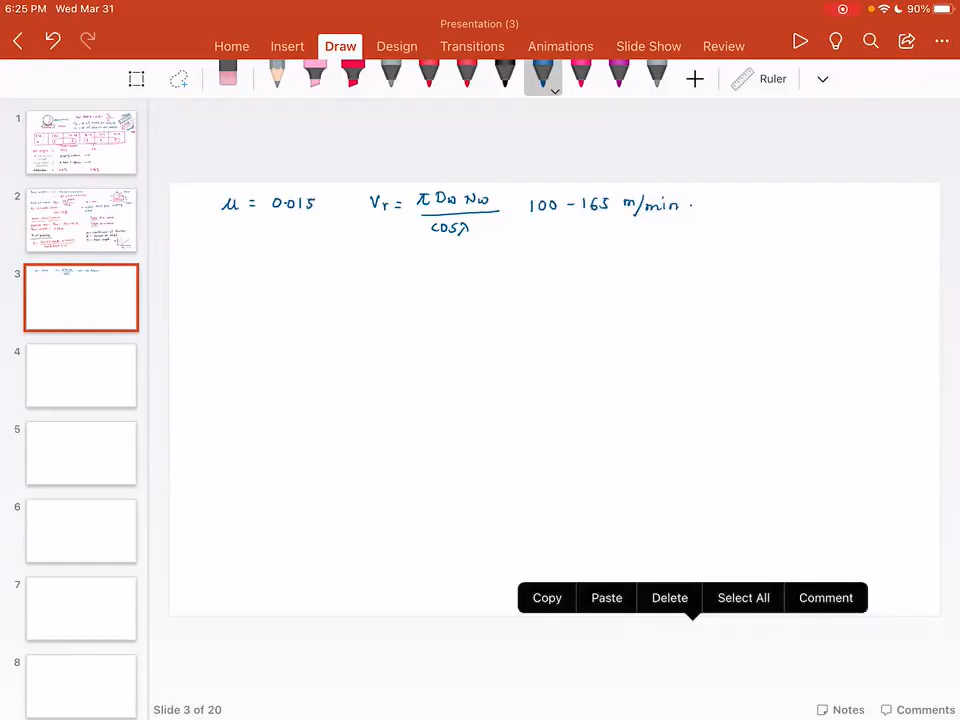 6:25 PM Wed Mar 31
90%
Presentation (3)
Home Insert Draw Design Transitions Animations Slide Show Review
Ruler
1
2
3
4
5
6
7
8
μ = 0.015 Vr = π Dω Nω / cosλ 100 - 165 m/min.
Copy Paste Delete Select All Comment
Slide 3 of 20
Notes Comments